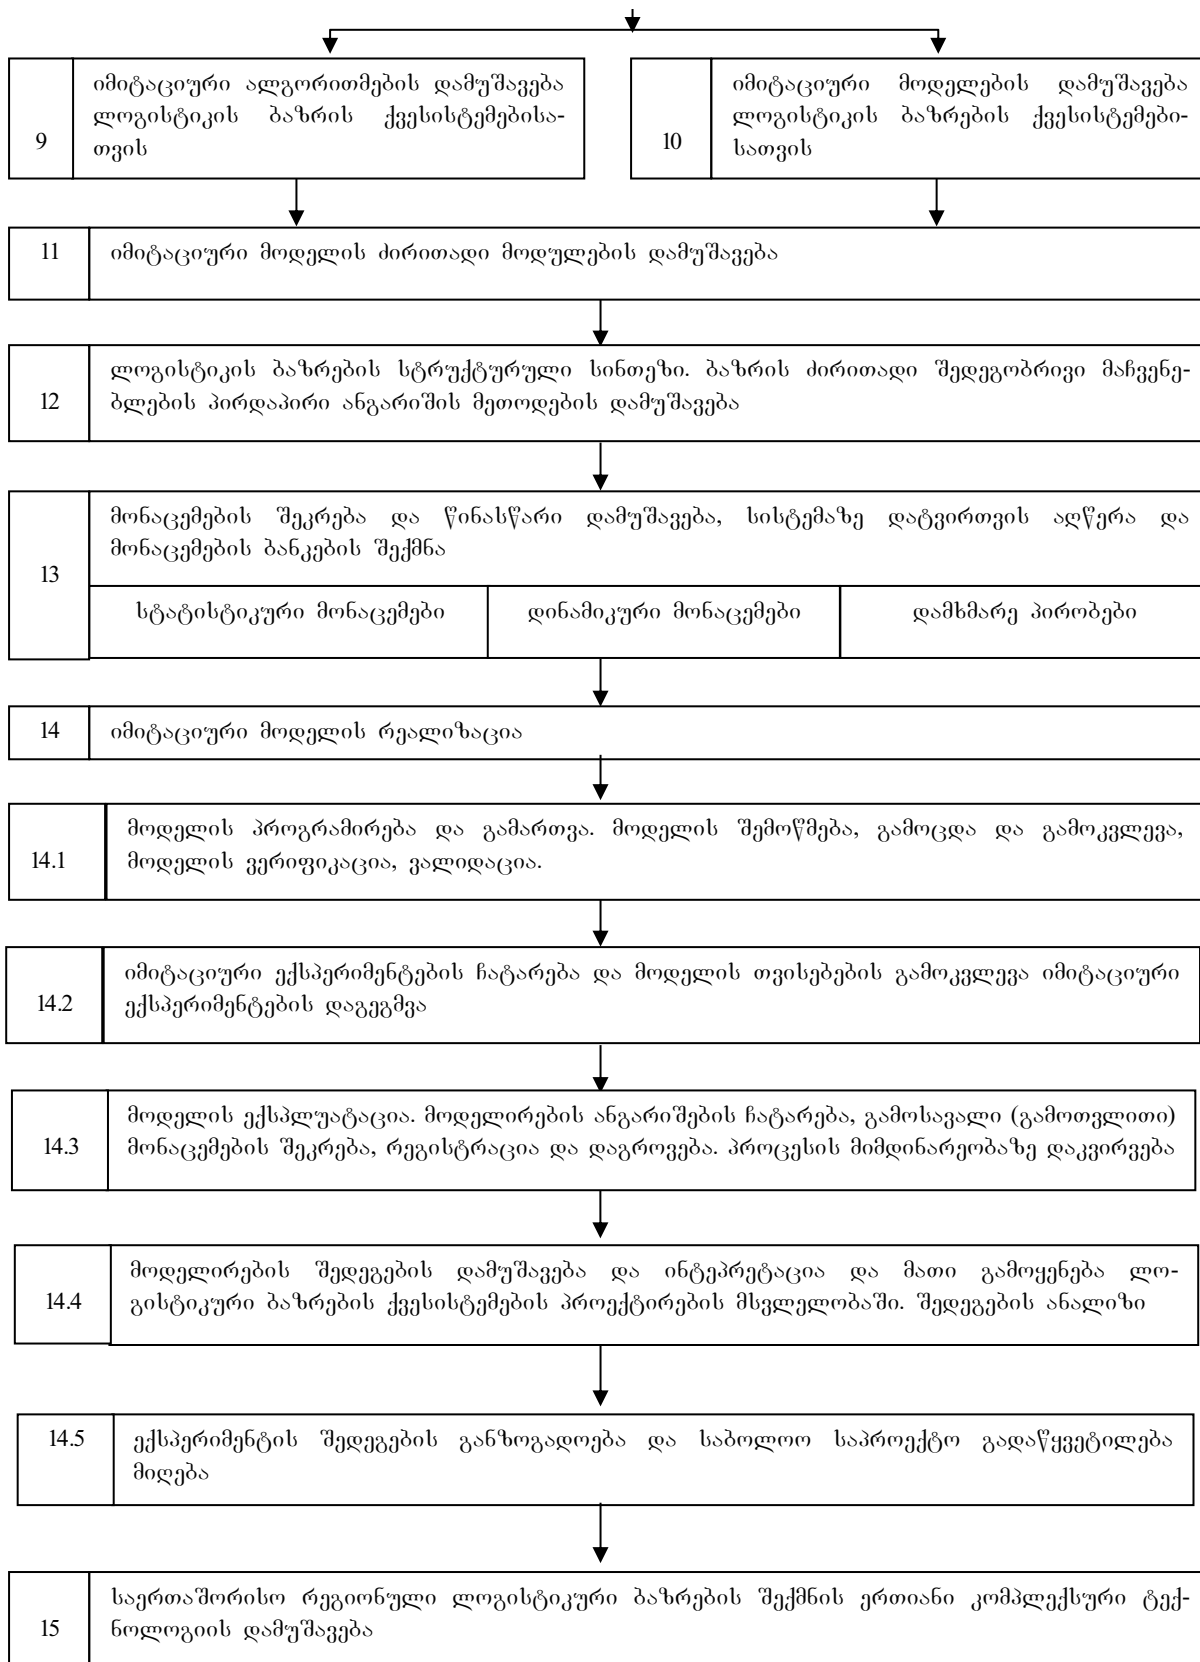 9
იმიტაციური ალგორითმების დამუშავება
ლოგისტიკის ბაზრის ქვესისტემებისა-
თვის
10
იმიტაციური მოდელების დამუშავება
ლოგისტიკის ბაზრების ქვესისტემები-
სათვის
11
იმიტაციური მოდელის ძირითადი მოდულების დამუშავება
12
ლოგისტიკის ბაზრების სტრუქტურული სინთეზი. ბაზრის ძირითადი შედეგობრივი მაჩვენე-
ბლების პირდაპირი ანგარიშის მეთოდების დამუშავება
13
მონაცემების შეკრება და წინასწარი დამუშავება, სისტემაზე დატვირთვის აღწერა და
მონაცემების ბანკების შექმნა
სტატისტიკური მონაცემები
დინამიკური მონაცემები
დამხმარე პირობები
14
იმიტაციური მოდელის რეალიზაცია
14.1
მოდელის პროგრამირება და გამართვა. მოდელის შემოწმება, გამოცდა და გამოკვლევა,
მოდელის ვერიფიკაცია, ვალიდაცია.
14.2
იმიტაციური ექსპერიმენტების ჩატარება და მოდელის თვისებების გამოკვლევა იმიტაციური
ექსპერიმენტების დაგეგმვა
14.3
მოდელის ექსპლუატაცია. მოდელირების ანგარიშების ჩატარება, გამოსავალი (გამოთვლითი)
მონაცემების შეკრება, რეგისტრაცია და დაგროვება. პროცესის მიმდინარეობაზე დაკვირვება
14.4
მოდელირების შედეგების დამუშავება და ინტეპრეტაცია და მათი გამოყენება ლო-
გისტიკური ბაზრების ქვესისტემების პროექტირების მსვლელობაში. შედეგების ანალიზი
14.5
ექსპერიმენტის შედეგების განზოგადოება და საბოლოო საპროექტო გადაწყვეტილება
მიღება
15
საერთაშორისო რეგიონული ლოგისტიკური ბაზრების შექმნის ერთიანი კომპლექსური ტექ-
ნოლოგიის დამუშავება